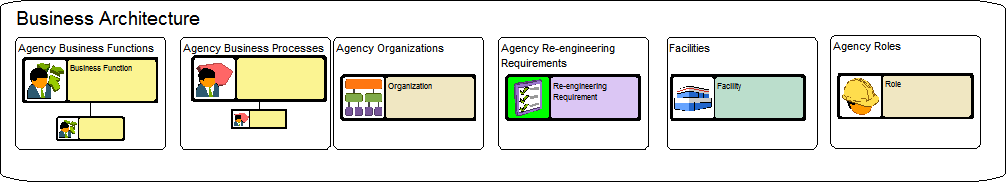 Business Architecture
Agency Business Functions
Business Function
Agency Business Processes
Agency Organizations
Organization
Agency Re-engineering
Requirements
Re-engineering
Requirement
Facilities
Facility
Agency Roles
Role